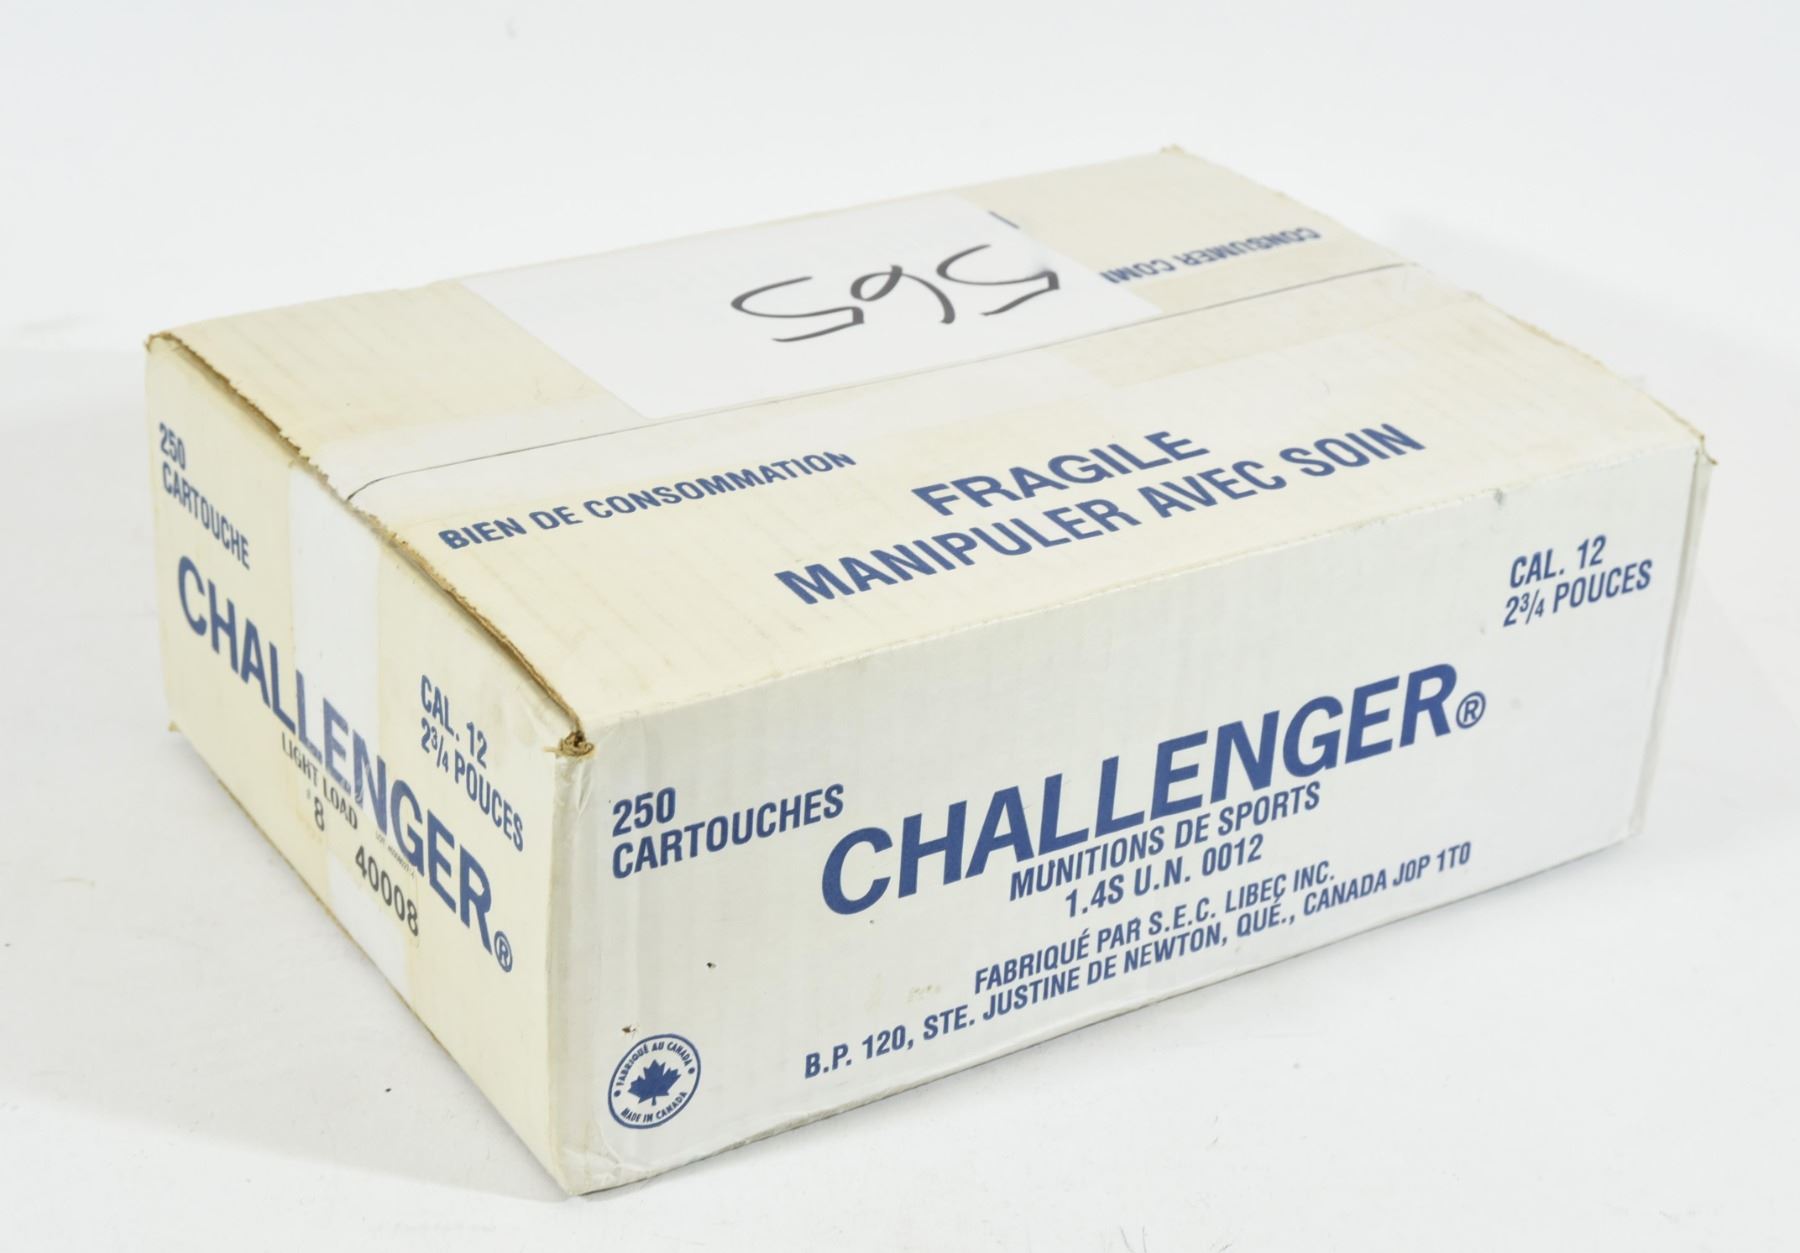 565
CONSUMER COM
BIEN DE CONSOMMATION
FRAGILE
MANIPULER AVEC SOIN
250
CARTOUCHE
CHALLENGER®
CAL. 12
2¾ POUCES
LIGHT LOAD
8
40008
CAL. 12
2¾ POUCES
250
CARTOUCHES
CHALLENGER®
MUNITIONS DE SPORTS
1.4S U.N. 0012
FABRIQUÉ PAR S.E.C. LIBEC INC.
B.P. 120, STE. JUSTINE DE NEWTON, QUÉ., CANADA J0P 1T0
FABRIQUÉ AU CANADA
MADE IN CANADA